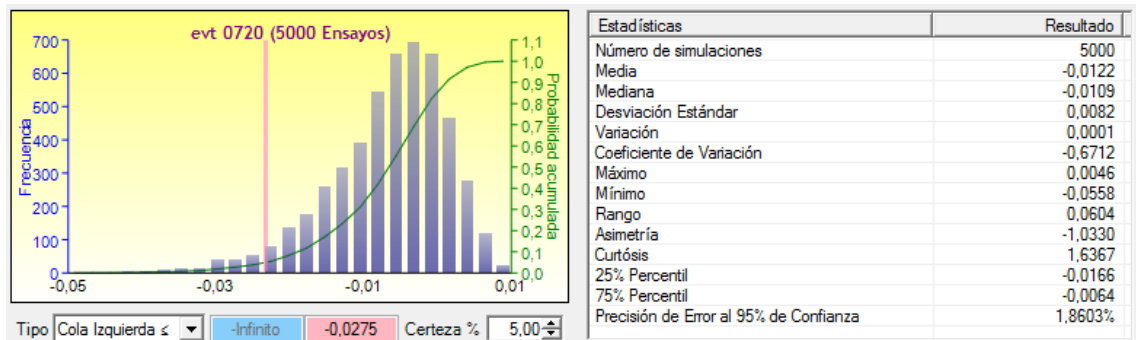 evt 0720 (5000 Ensayos)
700
600
500
400
300
200
100
0
Frecuencia
1,1
1,0
0,9
0,8
0,7
0,6
0,5
0,4
0,3
0,2
0,1
0,0
Probabilidad acumulada
-0,05 -0,03 -0,01 0,01
Tipo Cola Izquierda ≤ -Infinito -0,0275 Certeza % 5,00
Estadísticas Resultado
Número de simulaciones 5000
Media -0,0122
Mediana -0,0109
Desviación Estándar 0,0082
Variación 0,0001
Coeficiente de Variación -0,6712
Máximo 0,0046
Mínimo -0,0558
Rango 0,0604
Asimetría -1,0330
Curtósis 1,6367
25% Percentil -0,0166
75% Percentil -0,0064
Precisión de Error al 95% de Confianza 1,8603%